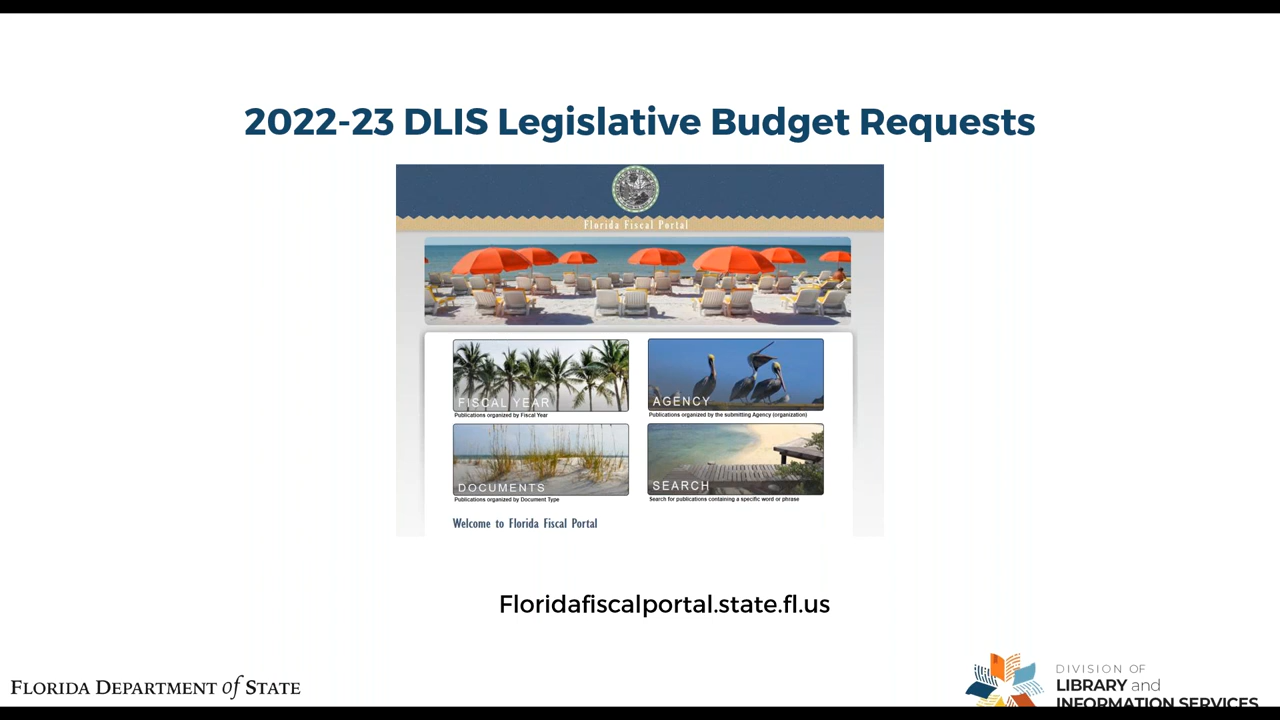 2022-23 DLIS Legislative Budget Requests
Florida Fiscal Portal
FISCAL YEAR
Publications organized by Fiscal Year
AGENCY
Publications organized by the submitting Agency (organization)
DOCUMENTS
Publications organized by Document Type
SEARCH
Search for publications containing a specific word or phrase
Welcome to Florida Fiscal Portal
Floridafiscalportal.state.fl.us
FLORIDA DEPARTMENT of STATE
DIVISION OF
LIBRARY and
INFORMATION SERVICES